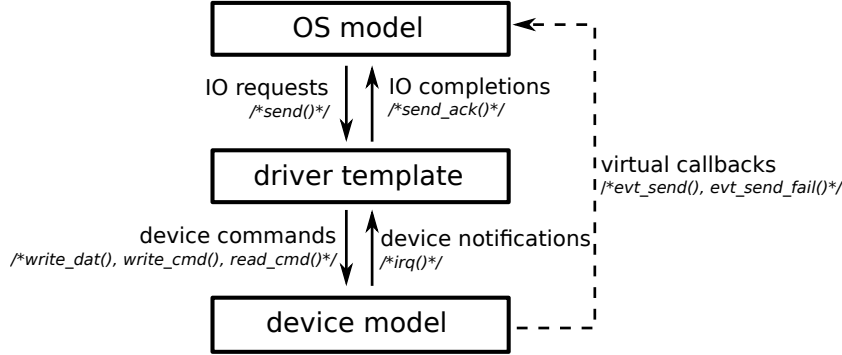 OS model
IO requests
/*send()*/
IO completions
/*send_ack()*/
driver template
virtual callbacks
/*evt_send(), evt_send_fail()*/
device commands
/*write_dat(), write_cmd(), read_cmd()*/
device notifications
/*irq()*/
device model